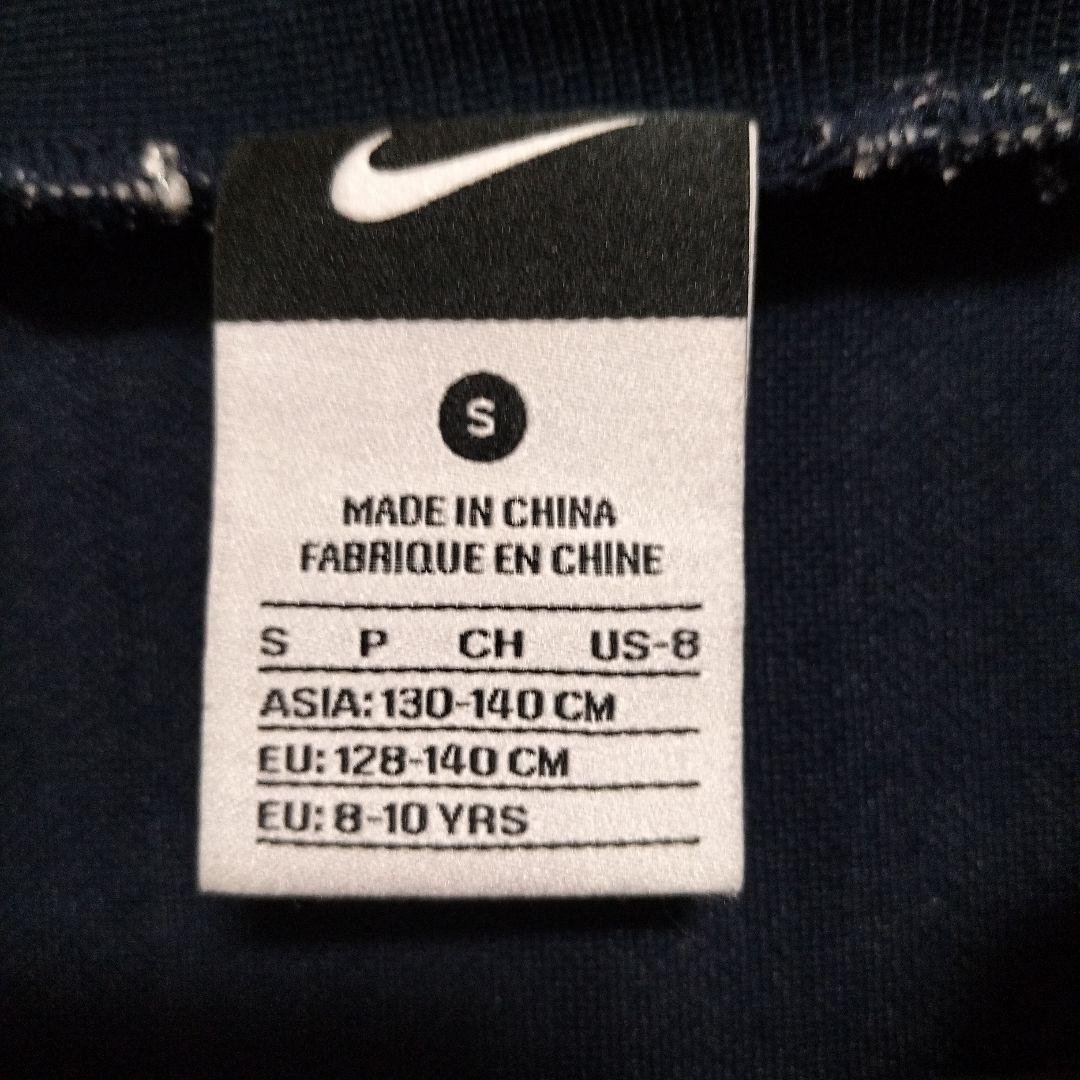 S
MADE IN CHINA
FABRIQUE EN CHINE
S P CH US-8
ASIA: 130-140 CM
EU: 128-140 CM
EU: 8-10 YRS